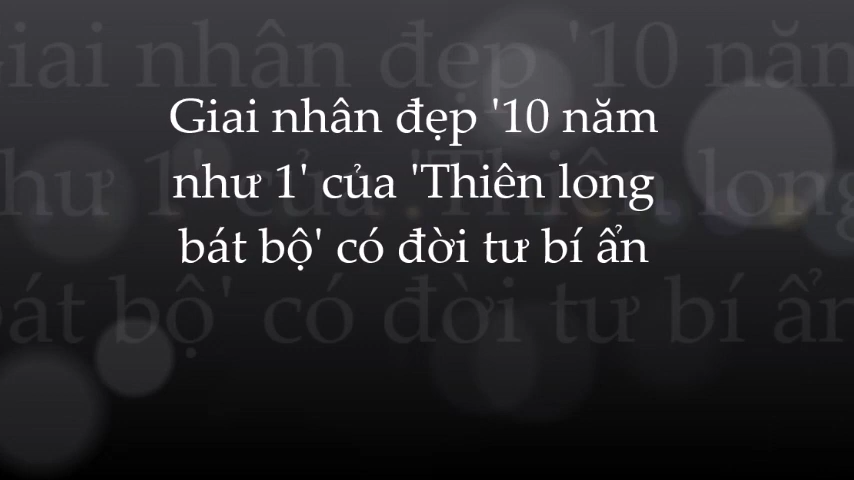 Giai nhân đẹp '10 năm
như 1' của 'Thiên long
bát bộ' có đời tư bí ẩn